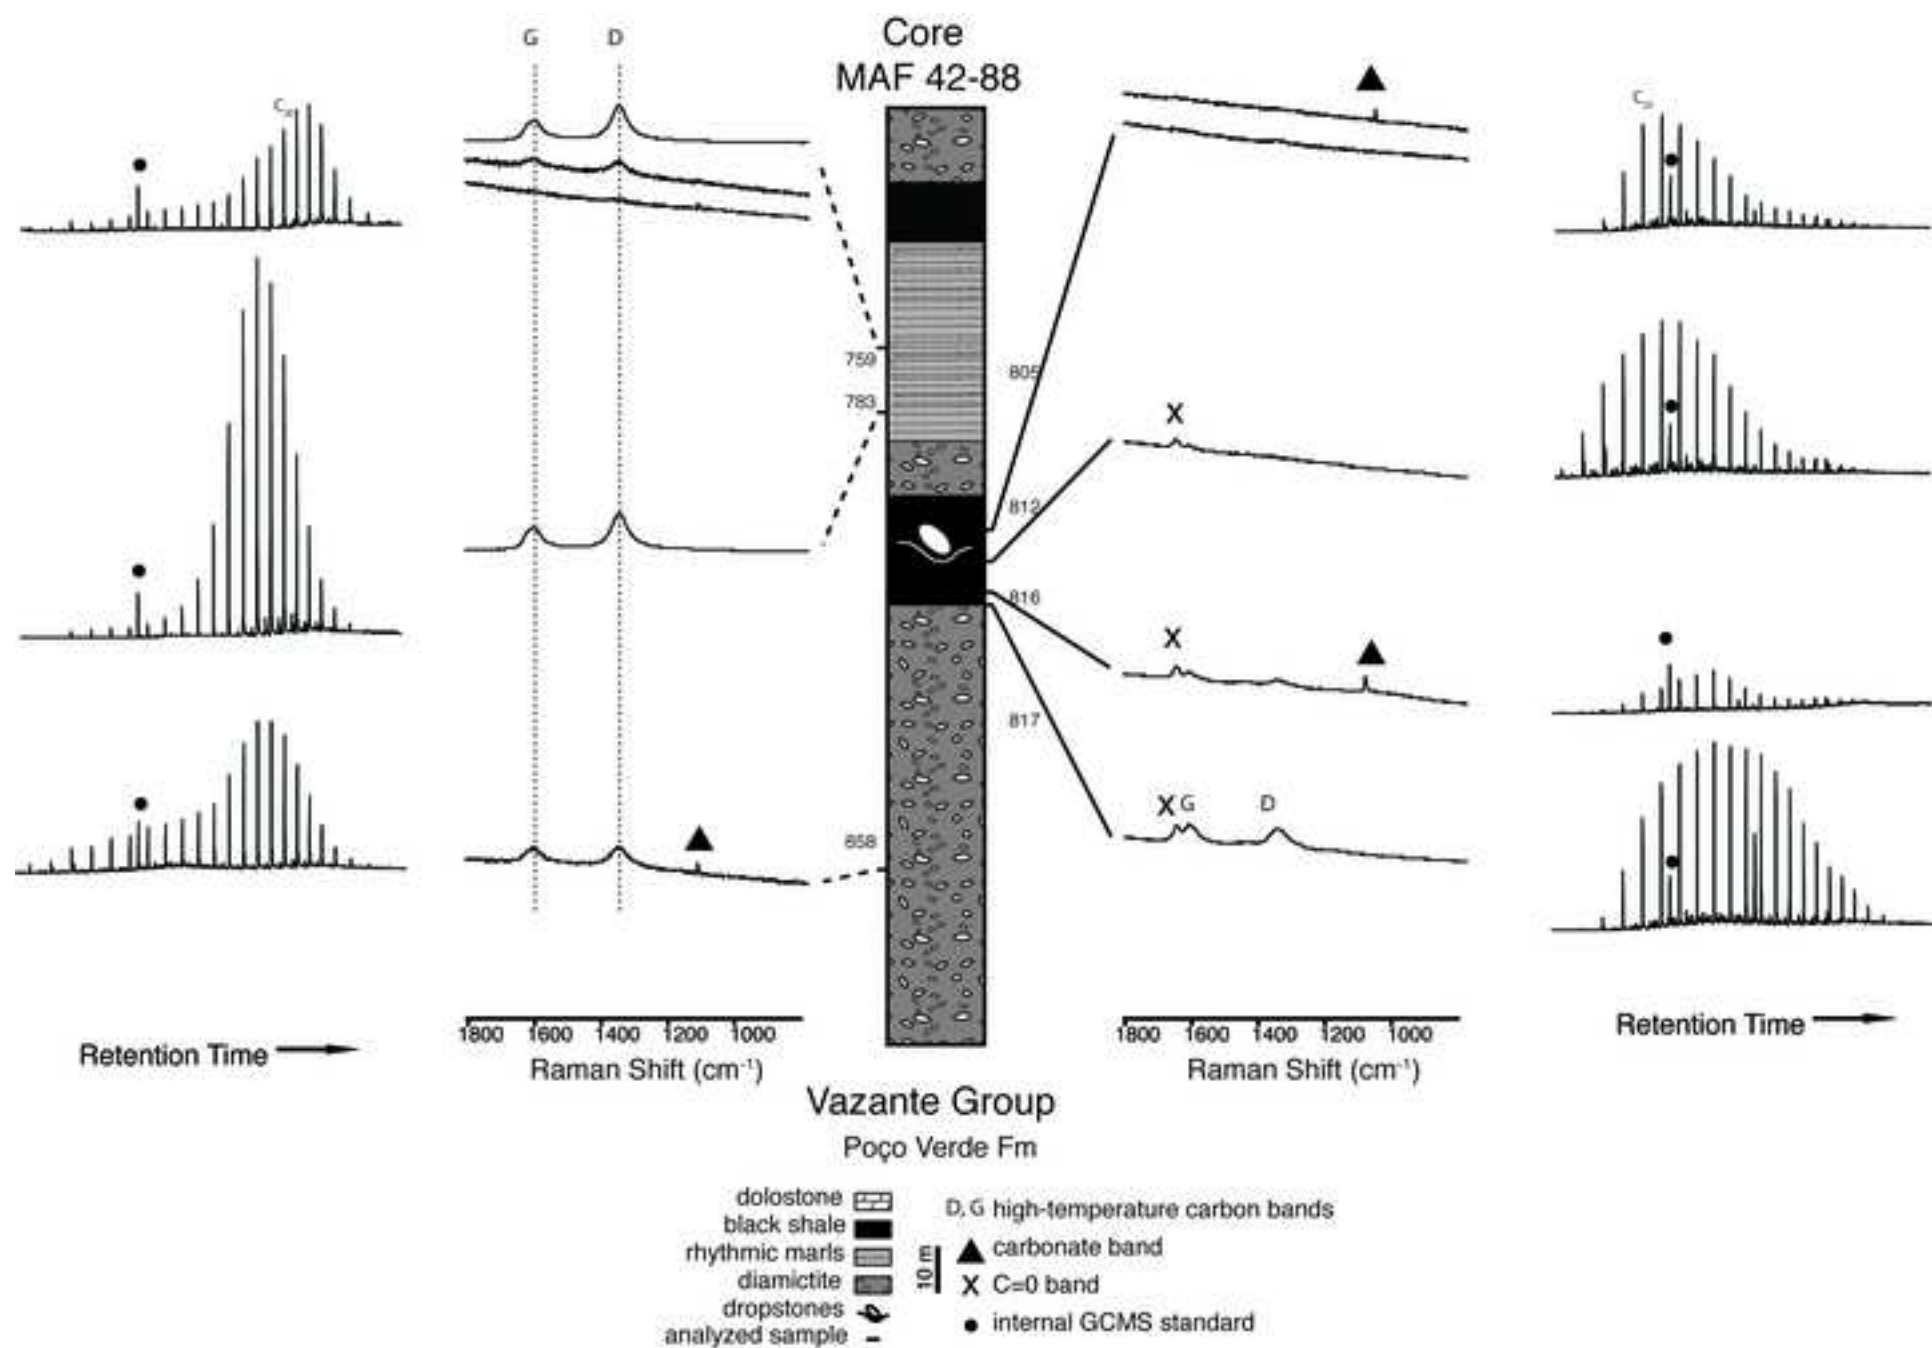 Core
MAF 42-88
G D
C
C
759
783
858
805
812
X
816
X
817
X G D
1800 1600 1400 1200 1000
Raman Shift (cm⁻¹)
1800 1600 1400 1200 1000
Raman Shift (cm⁻¹)
Retention Time
Retention Time
Vazante Group
Poço Verde Fm
dolostone
black shale
rhythmic marls
diamictite
dropstones
analyzed sample
10 m
D, G high-temperature carbon bands
carbonate band
X C=0 band
internal GCMS standard